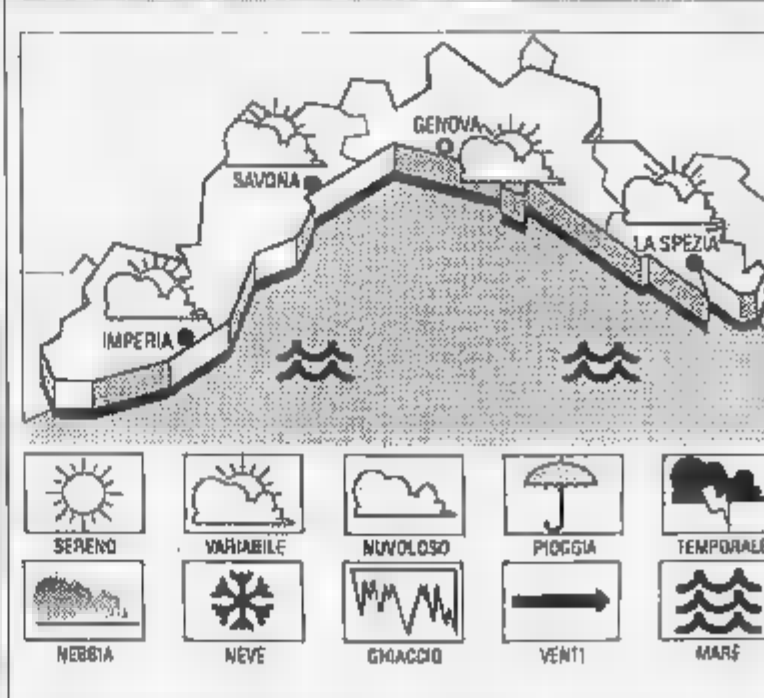 GENOVA
SAVONA
LA SPEZIA
IMPERIA
SERENO
VARIABILE
NUVOLOSO
PIOGGIA
TEMPORALE
NEBBIA
NEVE
GHIACCIO
VENTI
MARE